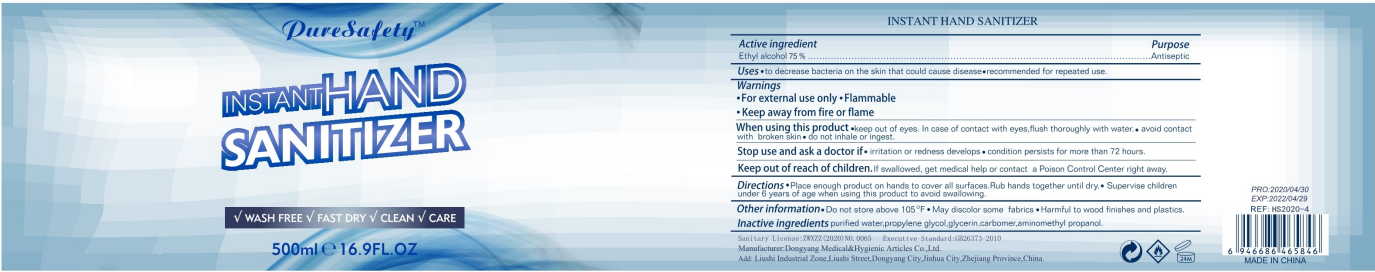 PureSafety™
INSTANT HAND
SANITIZER
√ WASH FREE √ FAST DRY √ CLEAN √ CARE
500ml ℮ 16.9FL.OZ
INSTANT HAND SANITIZER
Active ingredient Purpose
Ethyl alcohol 75%........................................Antiseptic
Uses •to decrease bacteria on the skin that could cause disease•recommended for repeated use.
Warnings
•For external use only •Flammable
•Keep away from fire or flame
When using this product •keep out of eyes. In case of contact with eyes,flush thoroughly with water. • avoid contact
with broken skin • do not inhale or ingest.
Stop use and ask a doctor if • irritation or redness develops • condition persists for more than 72 hours.
Keep out of reach of children. If swallowed, get medical help or contact a Poison Control Center right away.
Directions •Place enough product on hands to cover all surfaces.Rub hands together until dry.• Supervise children
under 6 years of age when using this product to avoid swallowing.
Other information • Do not store above 105°F • May discolor some fabrics • Harmful to wood finishes and plastics.
Inactive ingredients purified water,propylene glycol,glycerin,carbomer,aminomethyl propanol.
Sanitary License:ZWXZZ(2020)NO.0065 Executive Standard:GB26373-2010
Manufacturer:Dongyang Medical&Hygienic Articles Co.,Ltd.
Add: Liushi Industrial Zone,Liushi Street,Dongyang City,Jinhua City,Zhejiang Province,China.
24M
PRO:2020/04/30
EXP:2022/04/29
REF: HS2020-4
6 946686 465846
MADE IN CHINA